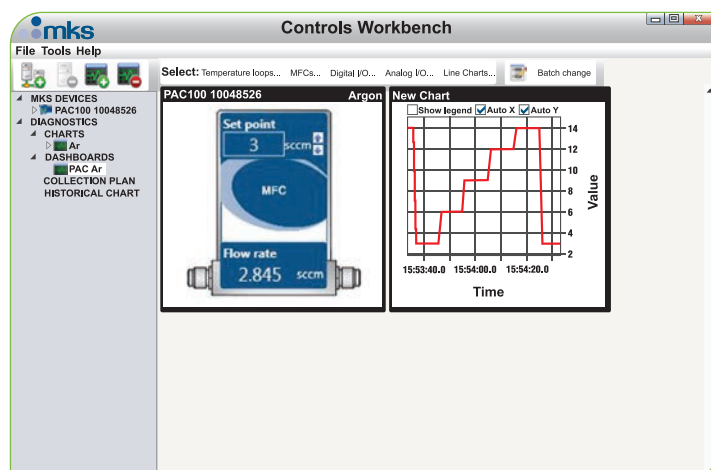 mks
Controls Workbench
File Tools Help
Select: Temperature loops... MFCs... Digital I/O... Analog I/O... Line Charts... Batch change
MKS DEVICES
PAC100 10048526
DIAGNOSTICS
CHARTS
Ar
DASHBOARDS
PAC Ar
COLLECTION PLAN
HISTORICAL CHART
PAC100 10048526 Argon
Set point
3 sccm
MFC
Flow rate
2.845 sccm
New Chart
Show legend Auto X Auto Y
14
12
10
8
6
4
2
Value
15:53:40.0 15:54:00.0 15:54:20.0
Time